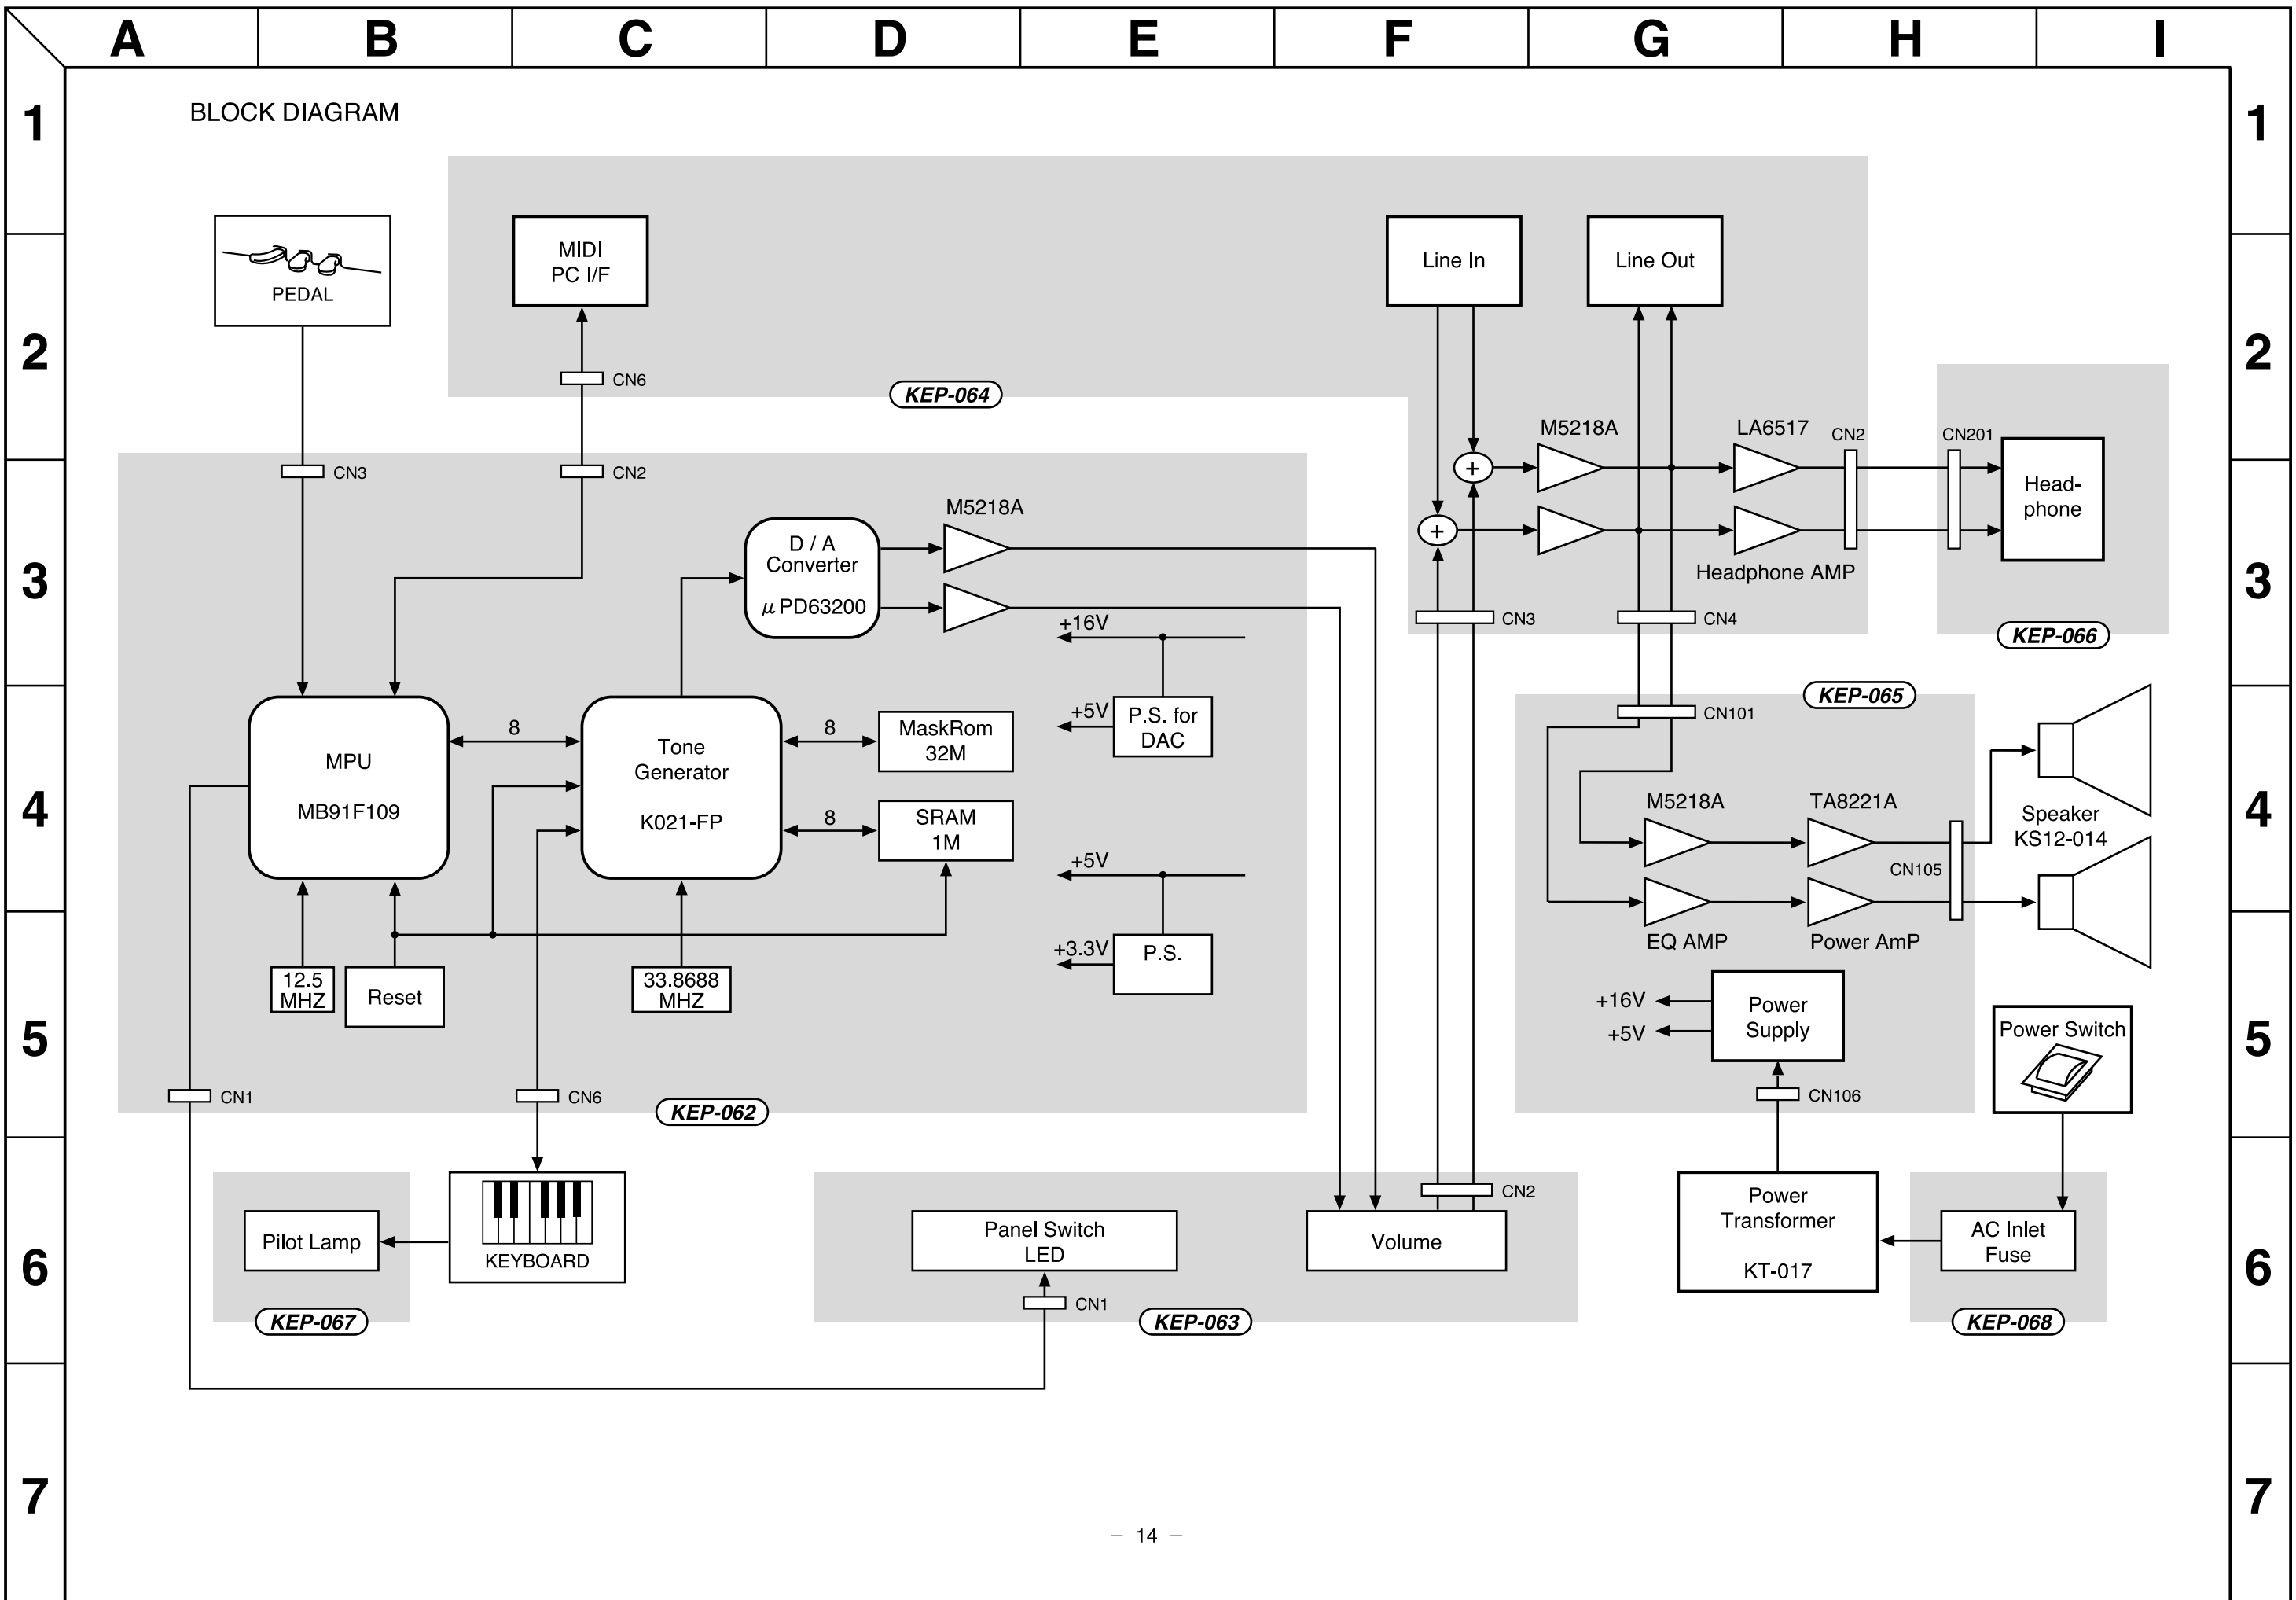 A B C D E F G H I
1 1
BLOCK DIAGRAM
2 2
PEDAL
MIDI
PC I/F
Line In
Line Out
CN6
KEP-064
M5218A
LA6517
CN2
CN201
3 3
CN3
CN2
Head-
phone
M5218A
D / A
Converter
μ PD63200
+
+
Headphone AMP
CN3
CN4
KEP-066
+16V
+5V
P.S. for
DAC
4 4
MPU
MB91F109
8
Tone
Generator
K021-FP
8
MaskRom
32M
8
SRAM
1M
KEP-065
CN101
M5218A
TA8221A
Speaker
KS12-014
CN105
EQ AMP
Power AmP
+5V
+3.3V
P.S.
5 5
12.5
MHZ
Reset
33.8688
MHZ
+16V
+5V
Power
Supply
Power Switch
CN1
CN6
KEP-062
CN106
6 6
Pilot Lamp
KEP-067
KEYBOARD
Panel Switch
LED
CN1
KEP-063
CN2
Volume
Power
Transformer
KT-017
AC Inlet
Fuse
KEP-068
7 7
– 14 –